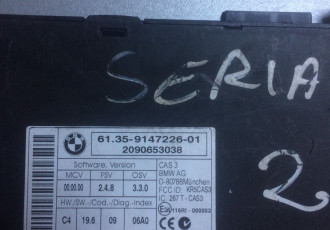 SERIA
2
BMW
61.35-9147226-01
2090653038
Software, Version
MCV FSV OSV
00.00.00 2.4.8 3.3.0
HW-/SW-/Cod.-/Diag.-Index
C4 19.6 09 06A0
CAS 3
BMW AG
D-80788München
FCC ID: KR5CAS3
IC: 267T-CAS3